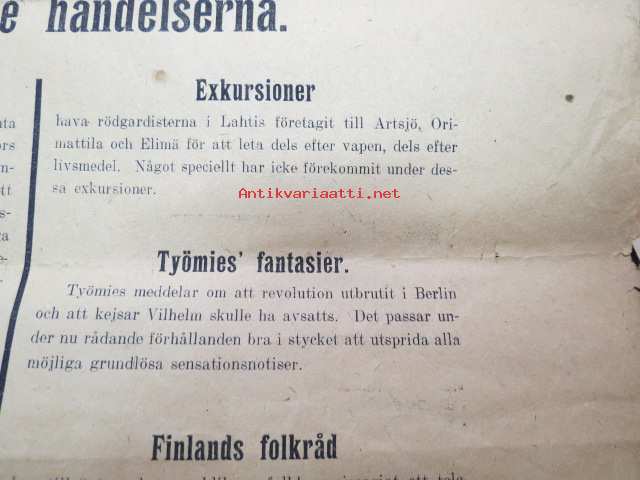 e händelserna.
Exkursioner
hava rödgardisterna i Lahtis företagit till Artsjö, Ori-
mattila och Elimä för att leta dels efter vapen, dels efter
livsmedel. Något speciellt har icke förekommit under des-
sa exkursioner.
Antikvariaatti.net
Työmies' fantasier.
Työmies meddelar om att revolution utbrutit i Berlin
och att kejsar Vilhelm skulle ha avsatts. Det passar un-
der nu rådande förhållanden bra i stycket att utsprida alla
möjliga grundlösa sensationsnotiser.
Finlands folkråd